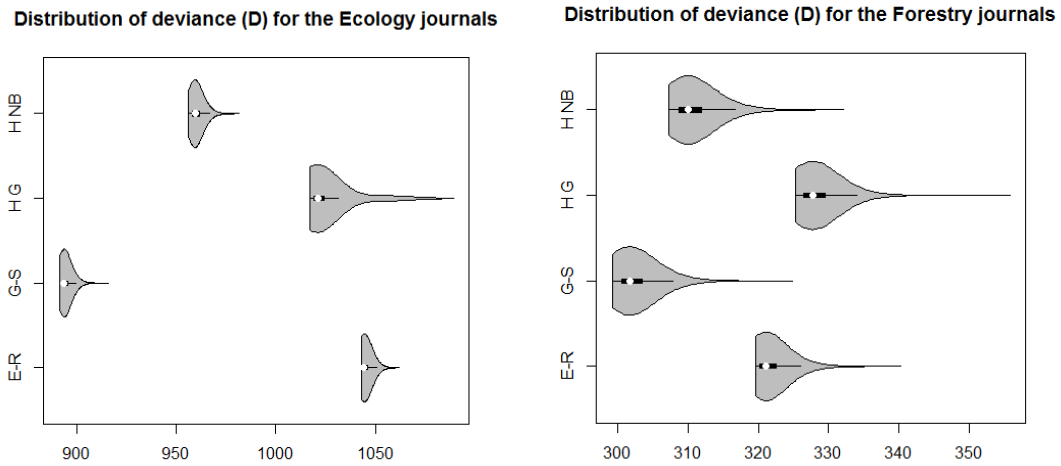 Distribution of deviance (D) for the Ecology journals
H NB
H G
G-S
E-R
900 950 1000 1050
Distribution of deviance (D) for the Forestry journals
H NB
H G
G-S
E-R
300 310 320 330 340 350